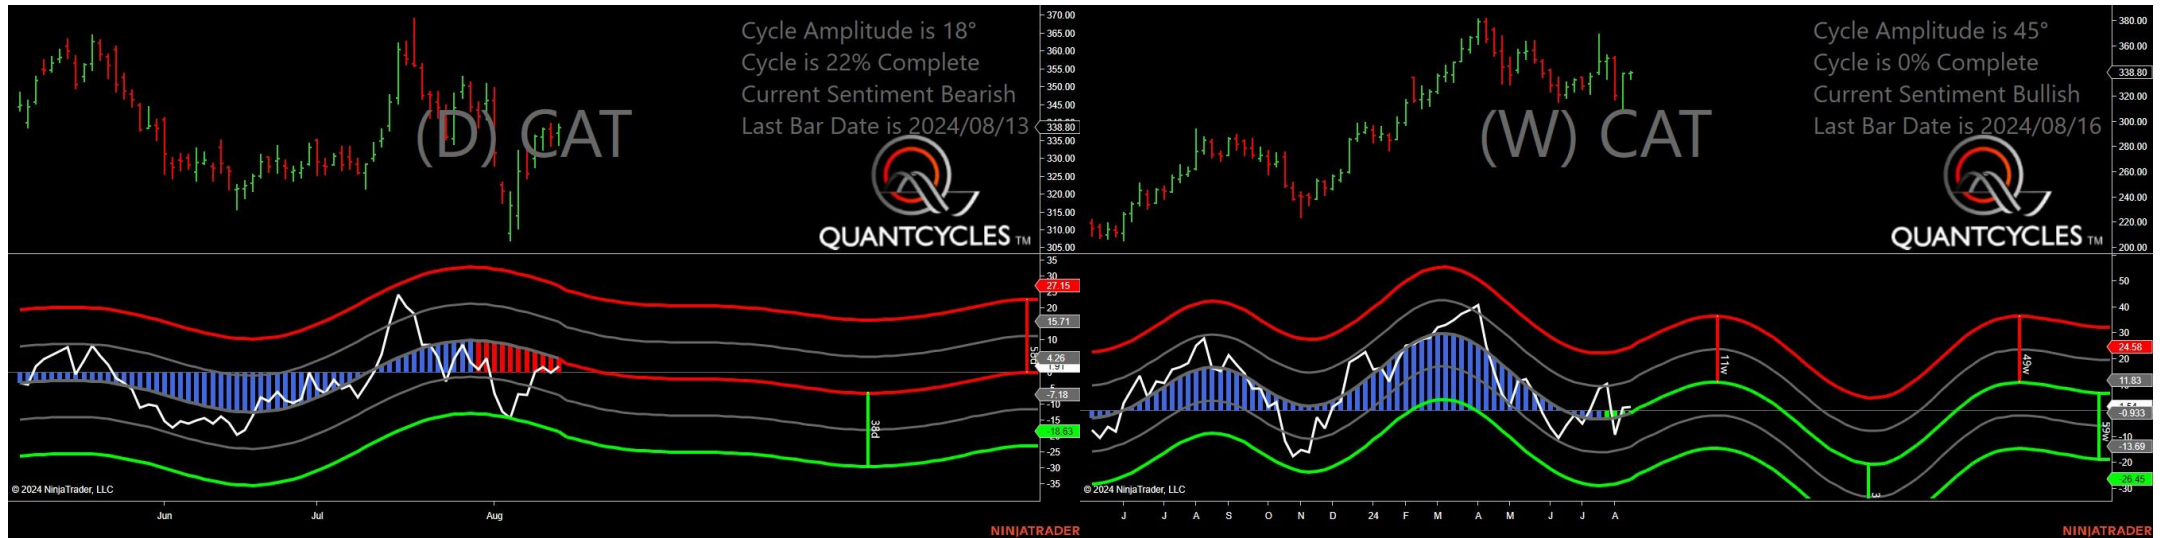 Cycle Amplitude is 18°
Cycle is 22% Complete
Current Sentiment Bearish
Last Bar Date is 2024/08/13
(D) CAT
QUANTCYCLES TM
370.00
365.00
360.00
355.00
350.00
345.00
338.80
335.00
330.00
325.00
320.00
315.00
310.00
305.00
35
30
27.15
20
15.71
10
4.26
1.91
-7.18
-10
-15
-18.63
-25
-30
-35
38d
© 2024 NinjaTrader, LLC
Jun
Jul
Aug
NINJATRADER
Cycle Amplitude is 45°
Cycle is 0% Complete
Current Sentiment Bullish
Last Bar Date is 2024/08/16
(W) CAT
QUANTCYCLES TM
380.00
360.00
338.80
320.00
300.00
280.00
260.00
240.00
220.00
200.00
50
40
30
24.58
20
11.83
-0.933
-10
-13.69
-20
-26.45
-30
11w
49w
59w
© 2024 NinjaTrader, LLC
J J A S O N D 24 F M A M J J A
NINJATRADER